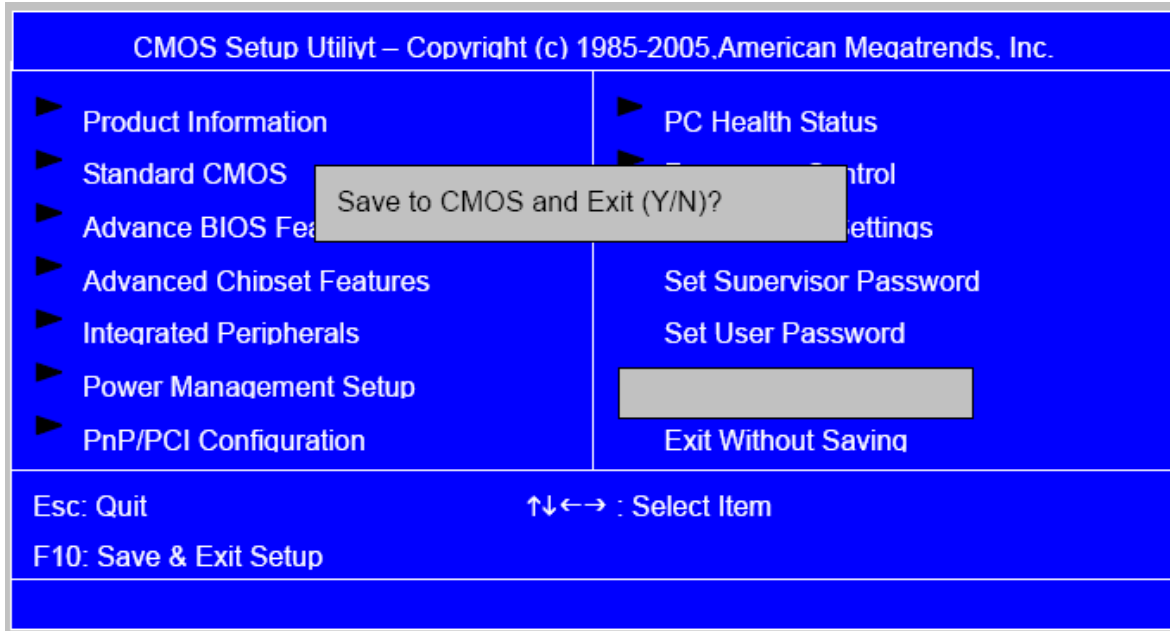 CMOS Setup Utiliyt – Copyright (c) 1985-2005,American Megatrends, Inc.
Product Information
Standard CMOS
Advance BIOS
Advanced Chipset Features
Integrated Peripherals
Power Management Setup
PnP/PCI Configuration
PC Health Status
Set Supervisor Password
Set User Password
Exit Without Saving
Save to CMOS and Exit (Y/N)?
Esc: Quit
↑↓←→ : Select Item
F10: Save & Exit Setup